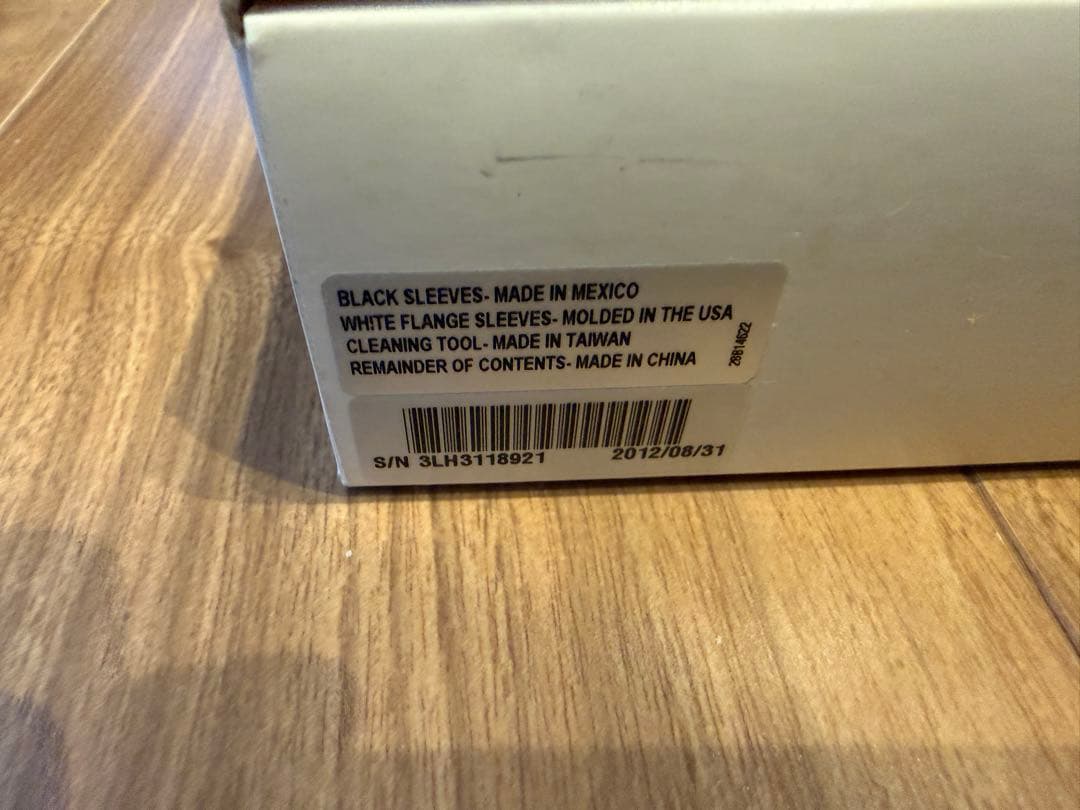 BLACK SLEEVES- MADE IN MEXICO
WHITE FLANGE SLEEVES- MOLDED IN THE USA
CLEANING TOOL- MADE IN TAIWAN
REMAINDER OF CONTENTS- MADE IN CHINA
28B14622
S/N 3LH3118921 2012/08/31